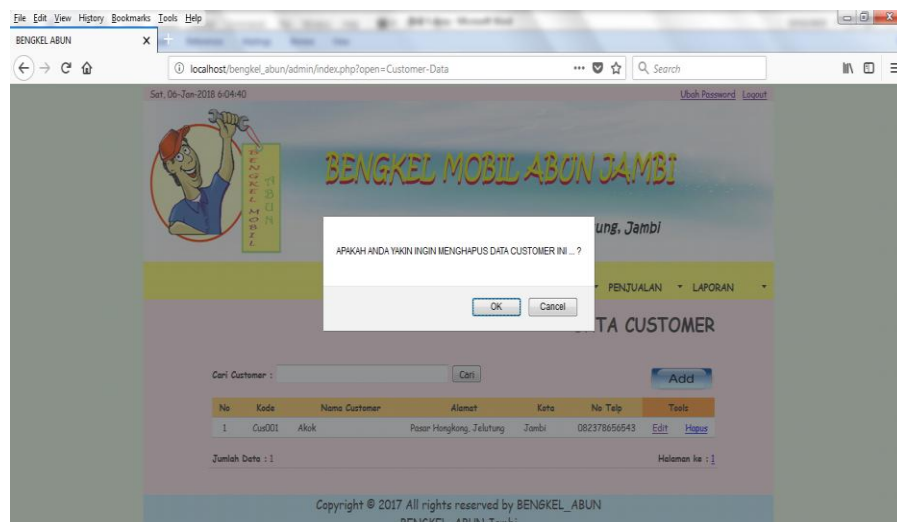 File Edit View History Bookmarks Tools Help
BENGKEL ABUN
localhost/bengkel_abun/admin/index.php?open=Customer-Data
Search
Sat, 06-Jan-2018 6:04:40
Ubah Password Logout
BENGKEL MOBIL
ABUN
BENGKEL MOBIL ABUN JAMBI
ung, Jambi
APAKAH ANDA YAKIN INGIN MENGHAPUS DATA CUSTOMER INI ... ?
OK Cancel
PENJUALAN LAPORAN
TA CUSTOMER
Cari Customer : Cari Add
No Kode Nama Customer Alamat Kota No Telp Tools
1 Cus001 Akok Pasar Hongkong, Jelutung Jambi 082378656543 Edit Hapus
Jumlah Data : 1 Halaman ke : 1
Copyright © 2017 All rights reserved by BENGKEL_ABUN